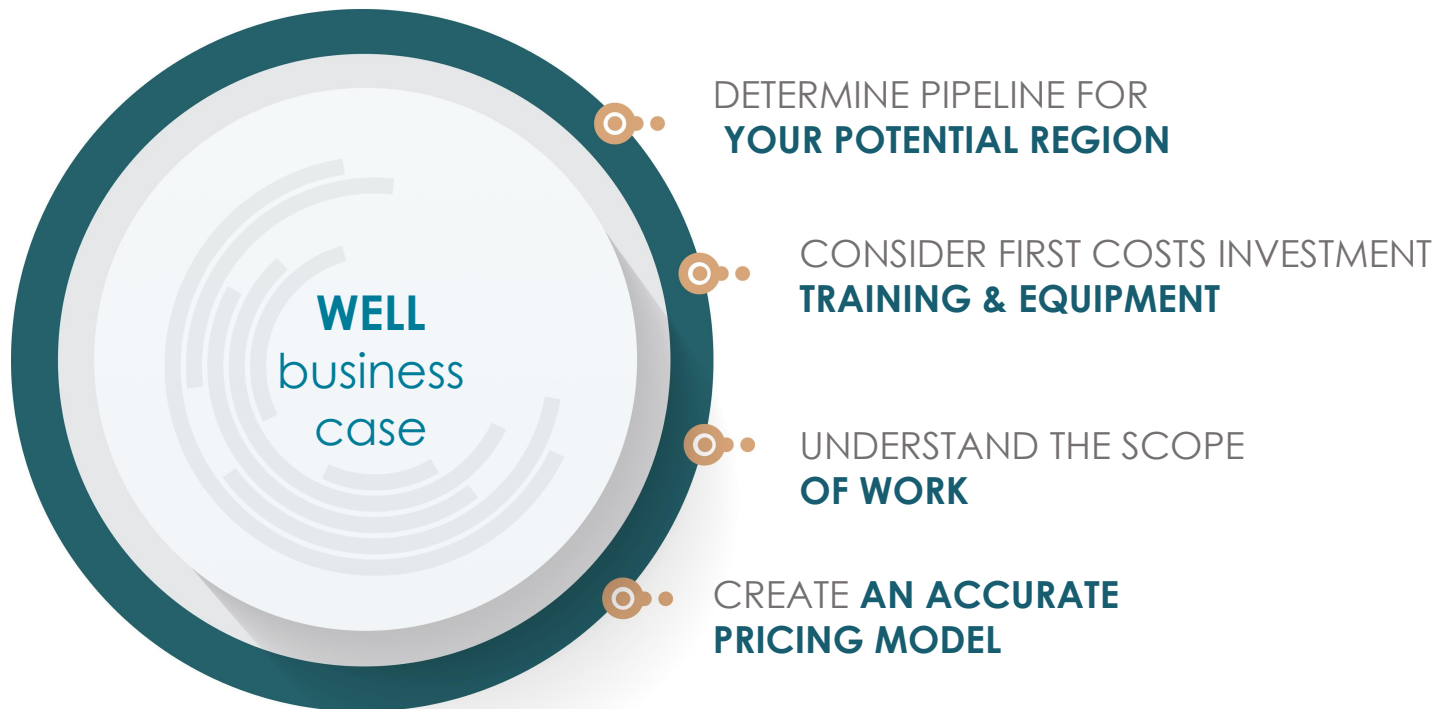 WELL
business
case
DETERMINE PIPELINE FOR
YOUR POTENTIAL REGION
CONSIDER FIRST COSTS INVESTMENT
TRAINING & EQUIPMENT
UNDERSTAND THE SCOPE
OF WORK
CREATE AN ACCURATE
PRICING MODEL